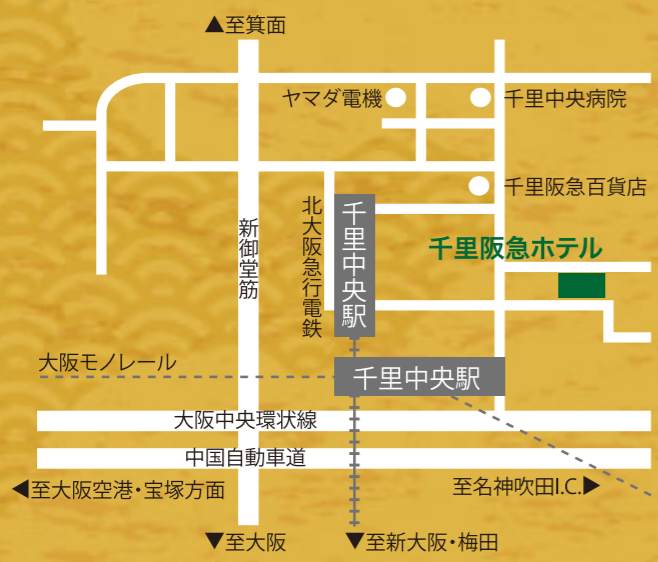 ▲至箕面
ヤマダ電機
千里中央病院
千里阪急百貨店
新御堂筋
北大阪急行電鉄
千里中央駅
千里阪急ホテル
大阪モノレール
千里中央駅
大阪中央環状線
中国自動車道
◀至大阪空港・宝塚方面
至名神吹田I.C.▶
▼至大阪
▼至新大阪・梅田